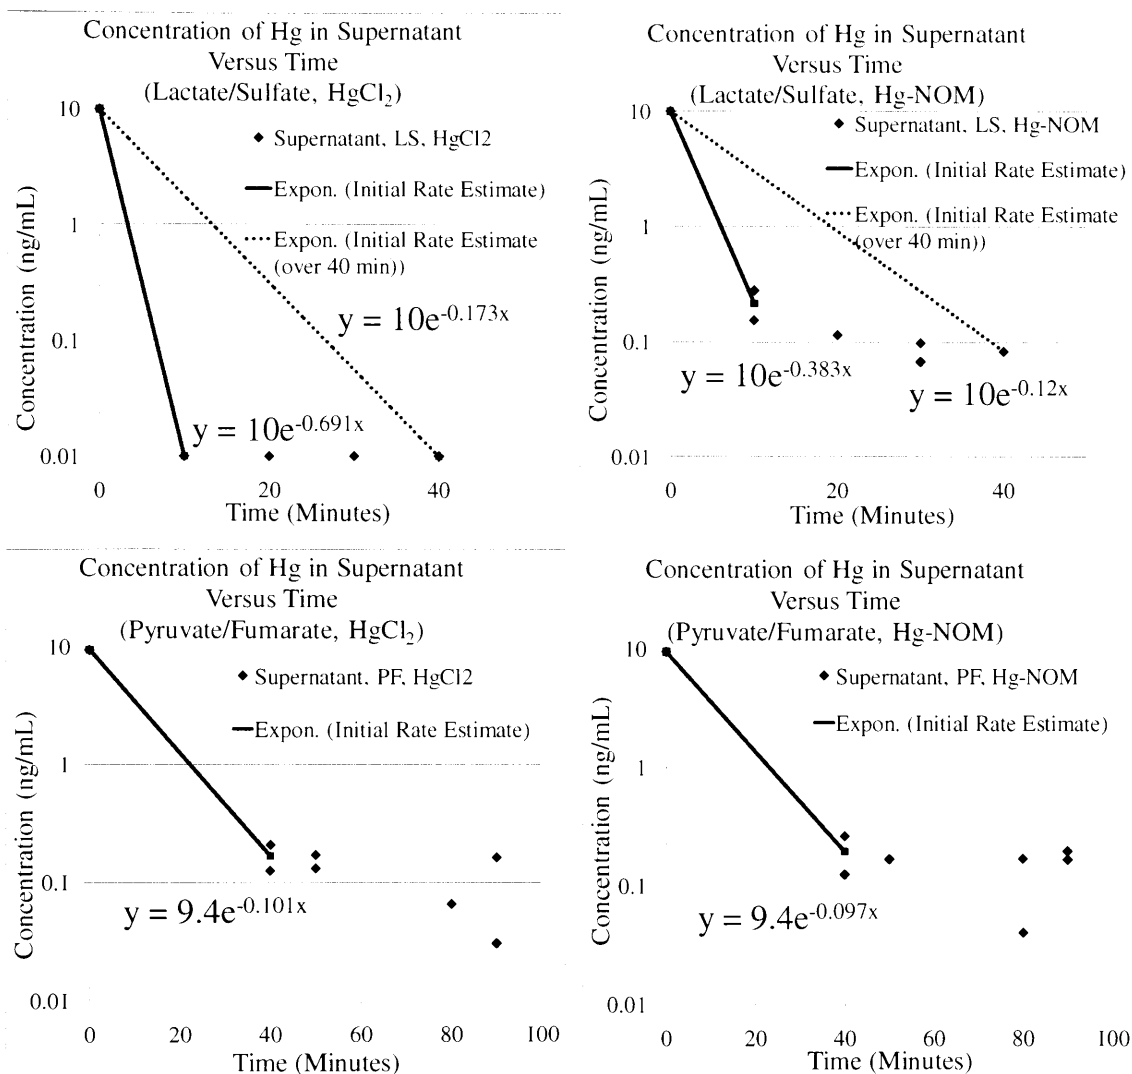 Concentration of Hg in Supernatant
Versus Time
(Lactate/Sulfate, HgCl₂)
10
1
0.1
0.01
Concentration (ng/mL)
Supernatant, LS, HgCl2
Expon. (Initial Rate Estimate)
Expon. (Initial Rate Estimate
(over 40 min))
y = 10e^-0.173x
y = 10e^-0.691x
0 20 40
Time (Minutes)
Concentration of Hg in Supernatant
Versus Time
(Lactate/Sulfate, Hg-NOM)
10
1
0.1
0.01
Concentration (ng/mL)
Supernatant, LS, Hg-NOM
Expon. (Initial Rate Estimate)
Expon. (Initial Rate Estimate
(over 40 min))
y = 10e^-0.383x
y = 10e^-0.12x
0 20 40
Time (Minutes)
Concentration of Hg in Supernatant
Versus Time
(Pyruvate/Fumarate, HgCl₂)
10
1
0.1
0.01
Concentration (ng/mL)
Supernatant, PF, HgCl2
Expon. (Initial Rate Estimate)
y = 9.4e^-0.101x
0 20 40 60 80 100
Time (Minutes)
Concentration of Hg in Supernatant
Versus Time
(Pyruvate/Fumarate, Hg-NOM)
10
1
0.1
0.01
Concentration (ng/mL)
Supernatant, PF, Hg-NOM
Expon. (Initial Rate Estimate)
y = 9.4e^-0.097x
0 20 40 60 80 100
Time (Minutes)